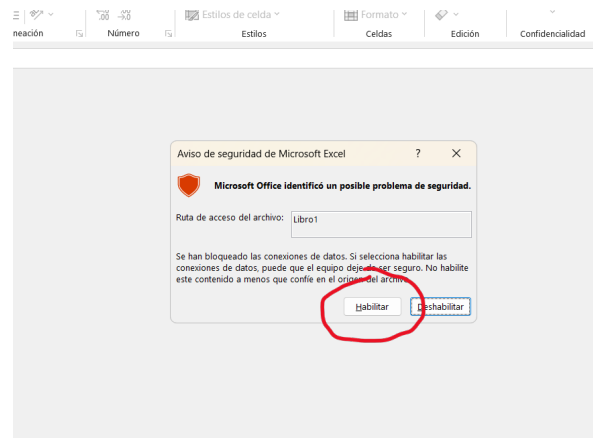 Estilos de celda
Formato
neación
Número
Estilos
Celdas
Edición
Confidencialidad
Aviso de seguridad de Microsoft Excel
?
Microsoft Office identificó un posible problema de seguridad.
Ruta de acceso del archivo:
Libro1
Se han bloqueado las conexiones de datos. Si selecciona habilitar las
conexiones de datos, puede que el equipo deje de ser seguro. No habilite
este contenido a menos que confíe en el origen del archivo.
Habilitar
Deshabilitar